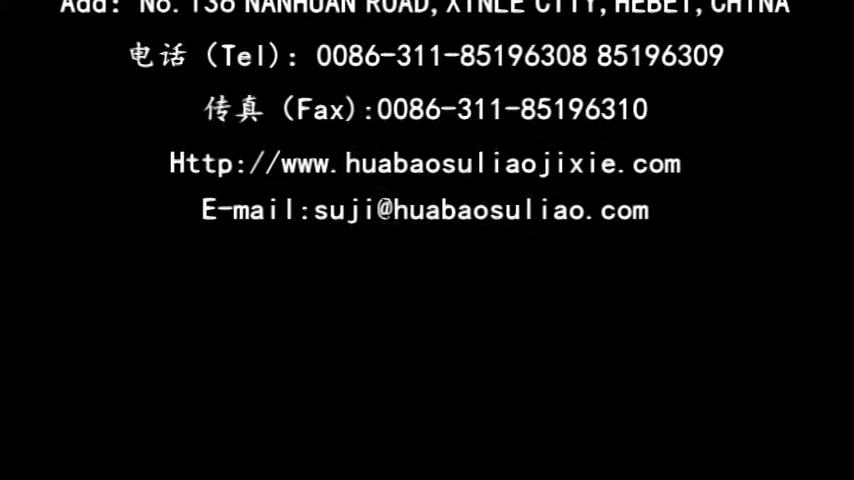 Add: No.136 NANHUAN ROAD, XINLE CITY, HEBEI, CHINA
电话 (Tel): 0086-311-85196308 85196309
传真 (Fax):0086-311-85196310
Http://www.huabaosuliaojixie.com
E-mail:suji@huabaosuliao.com